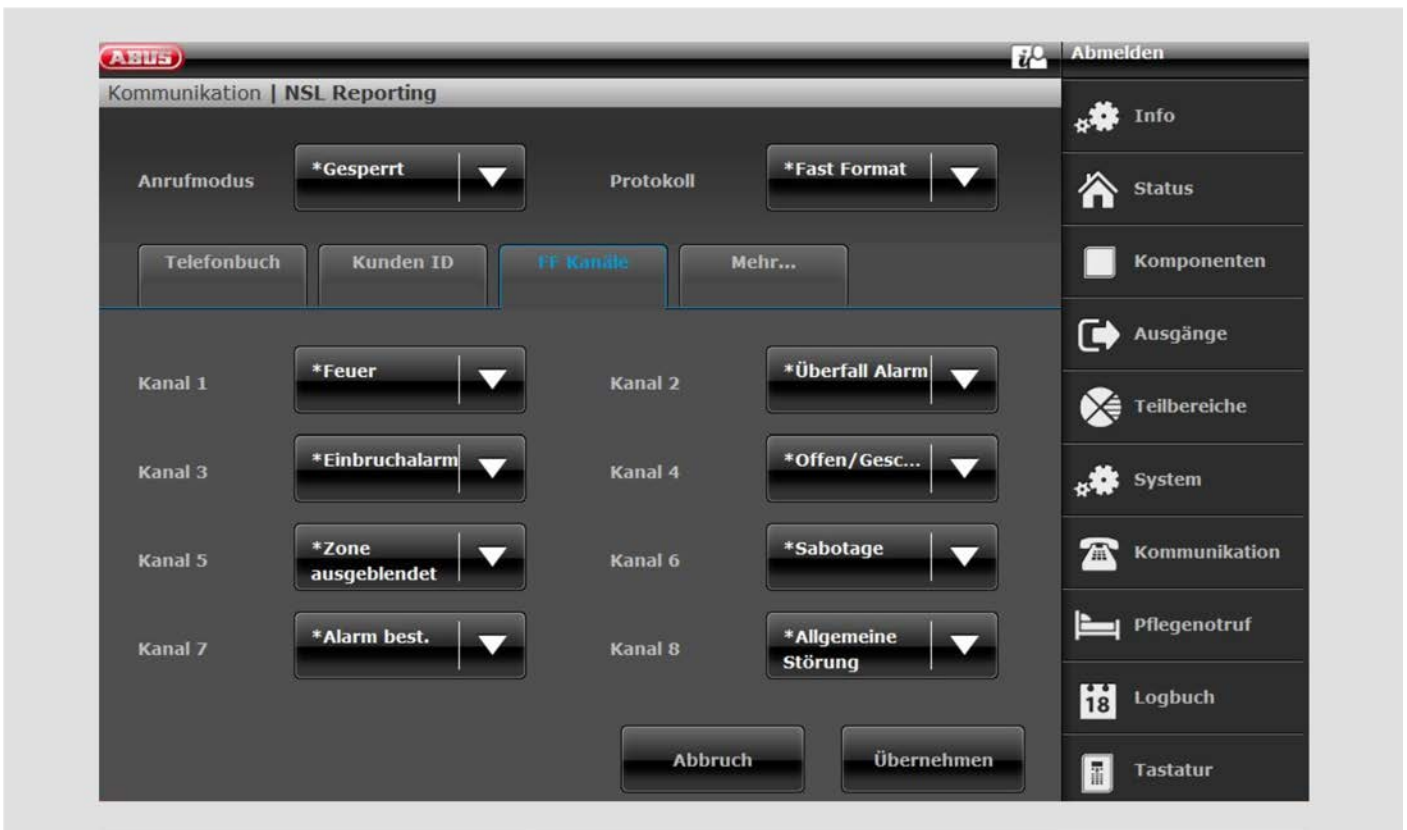 ABUS
Abmelden
Kommunikation | NSL Reporting
Info
Anrufmodus
*Gesperrt
Protokoll
*Fast Format
Status
Telefonbuch
Kunden ID
FF Kanäle
Mehr...
Komponenten
Ausgänge
Kanal 1
*Feuer
Kanal 2
*Überfall Alarm
Teilbereiche
Kanal 3
*Einbruchalarm
Kanal 4
*Offen/Gesc...
System
Kanal 5
*Zone
ausgeblendet
Kanal 6
*Sabotage
Kommunikation
Kanal 7
*Alarm best.
Kanal 8
*Allgemeine
Störung
Pflegenotruf
18
Logbuch
Abbruch
Übernehmen
Tastatur